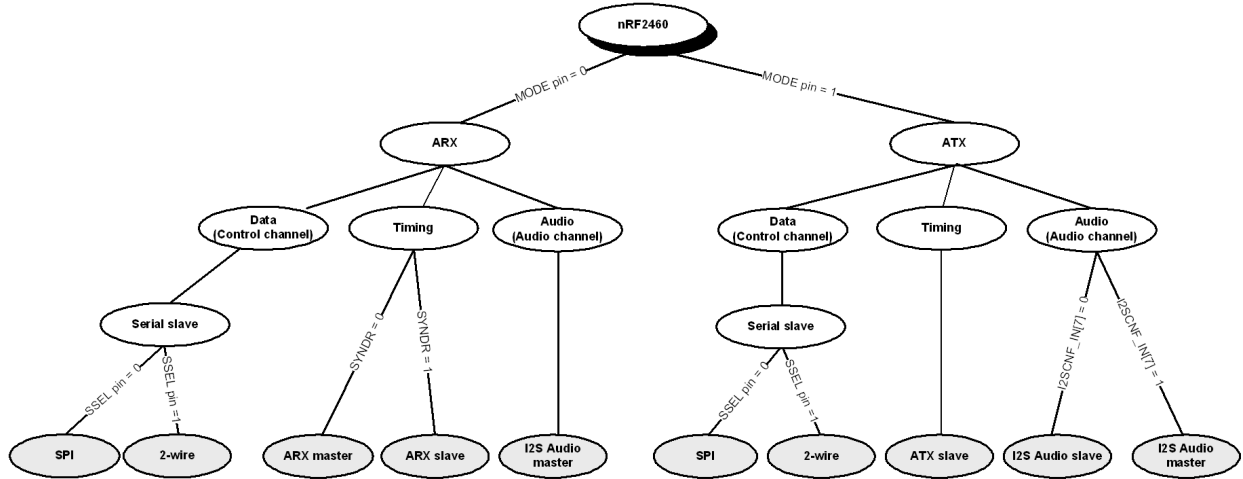 nRF2460
MODE pin = 0
MODE pin = 1
ARX
ATX
Data
(Control channel)
Timing
Audio
(Audio channel)
Data
(Control channel)
Timing
Audio
(Audio channel)
Serial slave
SYNDR = 0
SYNDR = 1
Serial slave
I2SCNF_IN[7] = 0
I2SCNF_IN[7] = 1
SSEL pin = 0
SSEL pin =1
SSEL pin = 0
SSEL pin =1
SPI
2-wire
ARX master
ARX slave
I2S Audio
master
SPI
2-wire
ATX slave
I2S Audio slave
I2S Audio
master